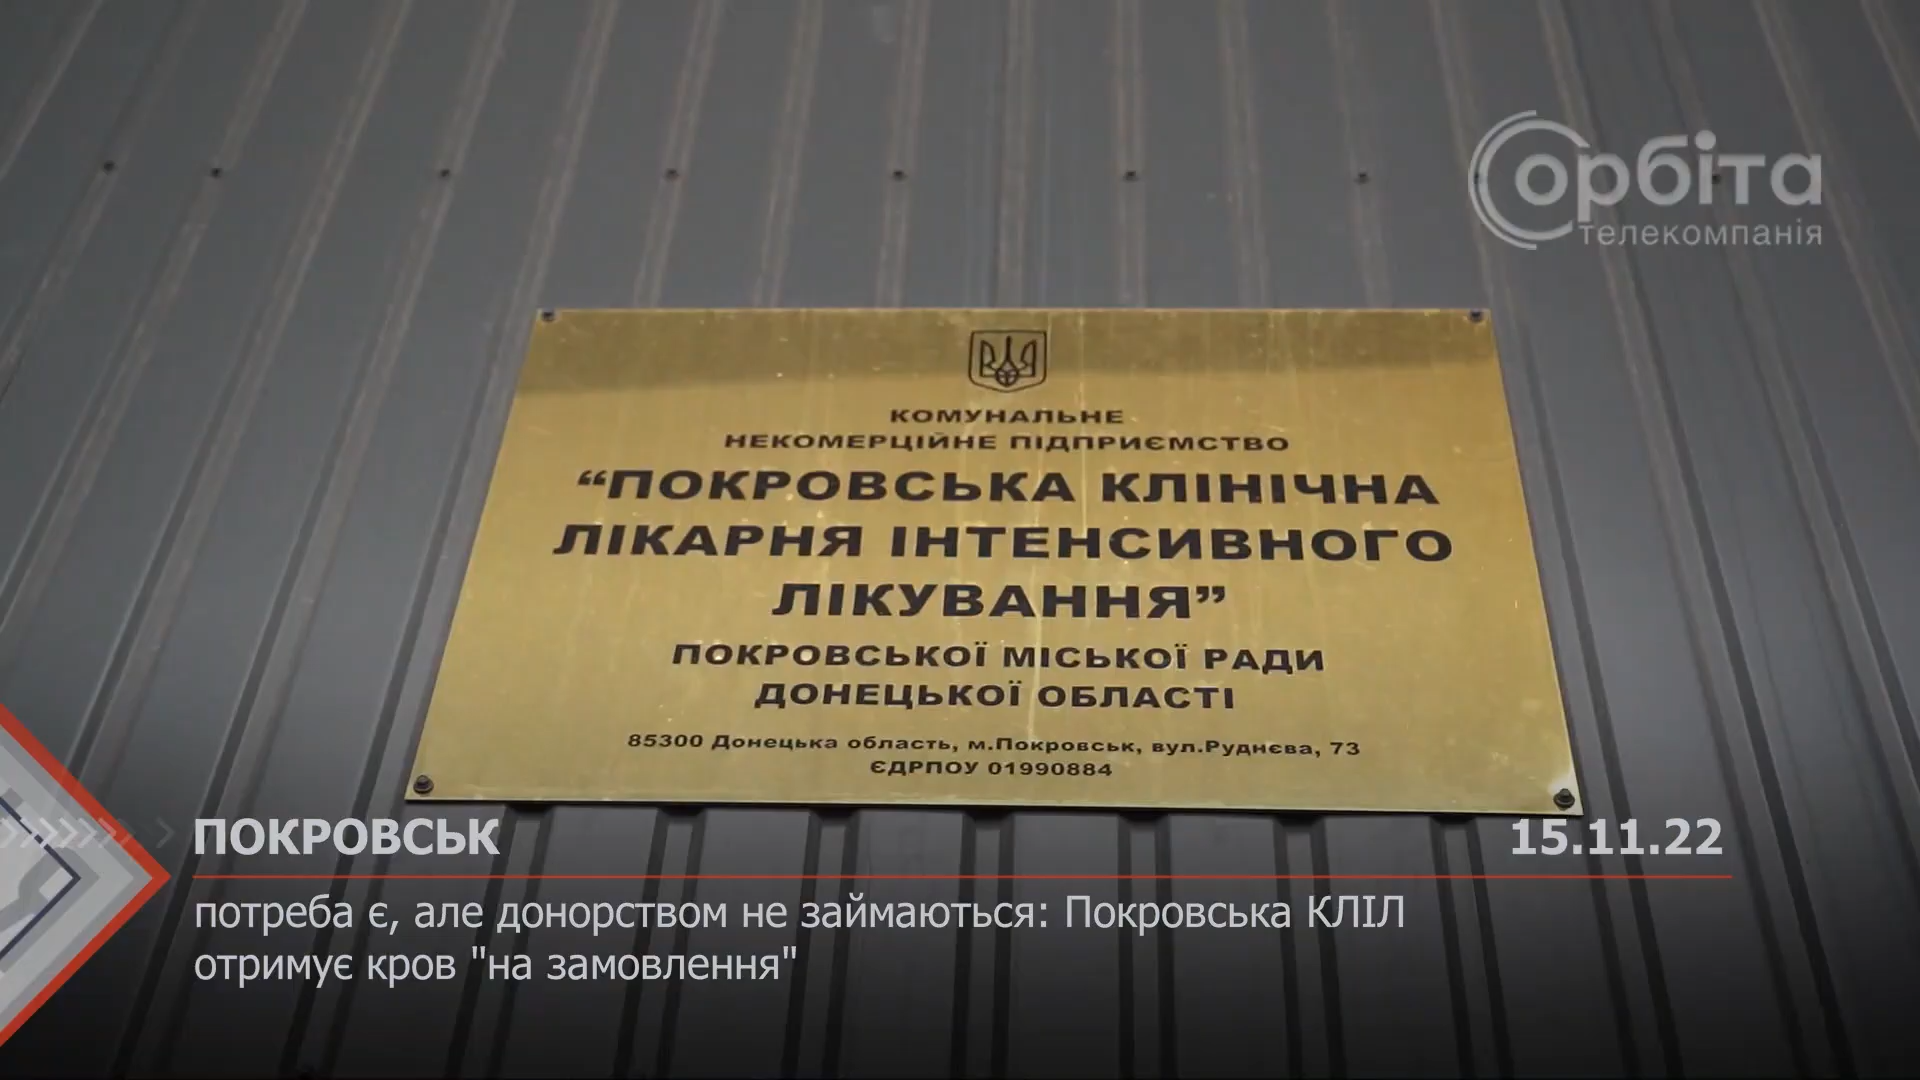 орбіта
телекомпанія
КОМУНАЛЬНЕ
НЕКОМЕРЦІЙНЕ ПІДПРИЄМСТВО
“ПОКРОВСЬКА КЛІНІЧНА
ЛІКАРНЯ ІНТЕНСИВНОГО
ЛІКУВАННЯ”
ПОКРОВСЬКОЇ МІСЬКОЇ РАДИ
ДОНЕЦЬКОЇ ОБЛАСТІ
85300 Донецька область, м.Покровськ, вул.Руднєва, 73
ЄДРПОУ 01990884
ПОКРОВСЬК 15.11.22
потреба є, але донорством не займаються: Покровська КЛІЛ
отримує кров "на замовлення"